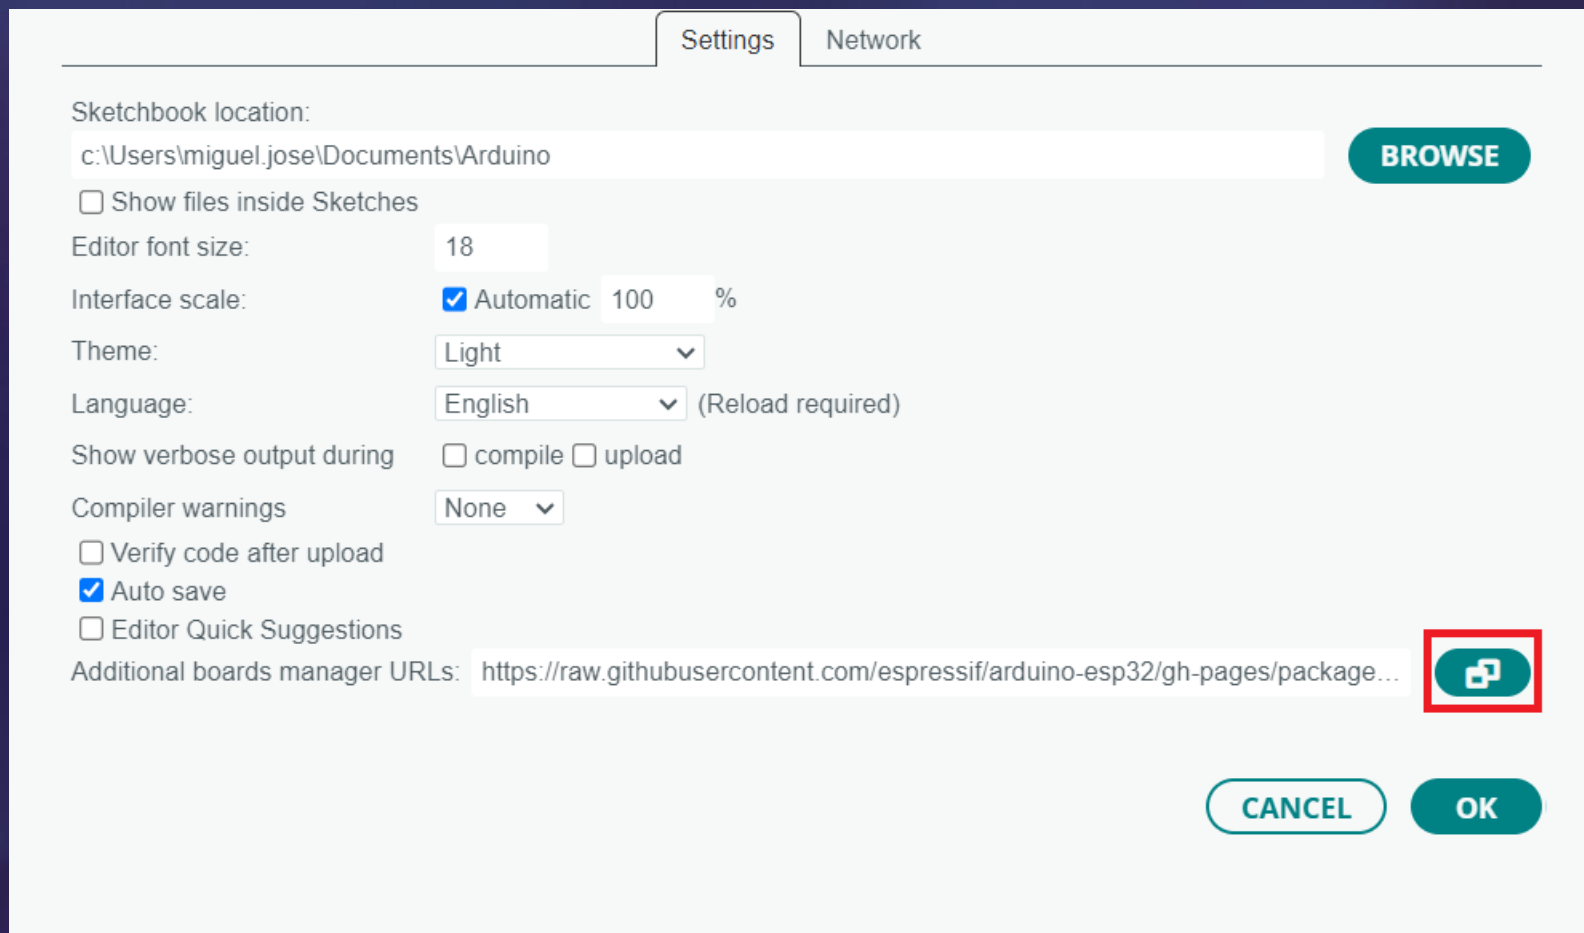 Settings Network
Sketchbook location:
c:\Users\miguel.jose\Documents\Arduino
BROWSE
Show files inside Sketches
Editor font size: 18
Interface scale: Automatic 100 %
Theme: Light
Language: English (Reload required)
Show verbose output during compile upload
Compiler warnings None
Verify code after upload
Auto save
Editor Quick Suggestions
Additional boards manager URLs: https://raw.githubusercontent.com/espressif/arduino-esp32/gh-pages/package...
CANCEL OK